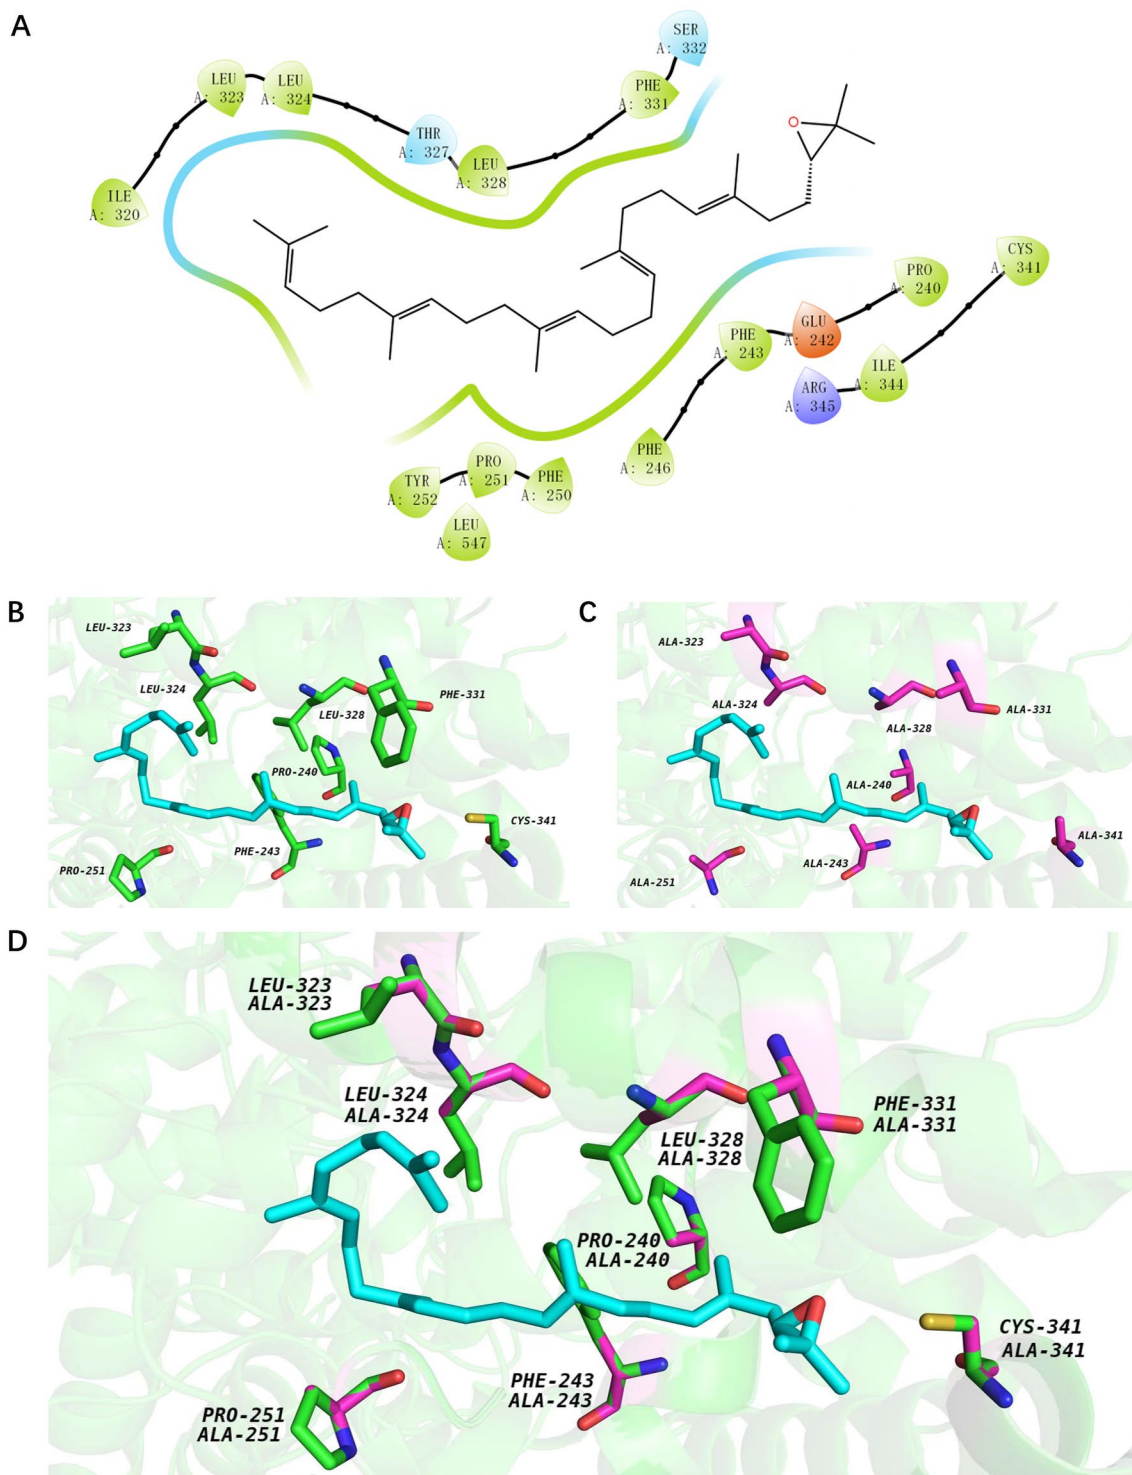 A
SER
A: 332
LEU
A: 323
LEU
A: 324
PHE
A: 331
THR
A: 327
LEU
A: 328
ILE
A: 320
O
CYS
A: 341
PRO
A: 240
GLU
A: 242
PHE
A: 243
ILE
A: 344
ARG
A: 345
PHE
A: 246
TYR
A: 252
PRO
A: 251
PHE
A: 250
LEU
A: 547
B
LEU-323
LEU-324
LEU-328
PHE-331
PRO-240
CYS-341
PHE-243
PRO-251
C
ALA-323
ALA-324
ALA-328
ALA-331
ALA-240
ALA-341
ALA-243
ALA-251
D
LEU-323
ALA-323
LEU-324
ALA-324
PHE-331
ALA-331
LEU-328
ALA-328
PRO-240
ALA-240
CYS-341
ALA-341
PHE-243
ALA-243
PRO-251
ALA-251